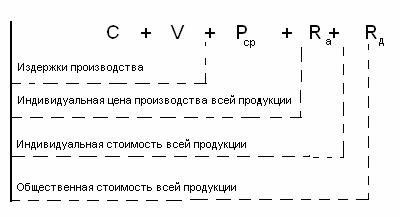 C + V + Pср + Rа + Rд
Издержки производства
Индивидуальная цена производства всей продукции
Индивидуальная стоимость всей продукции
Общественная стоимость всей продукции